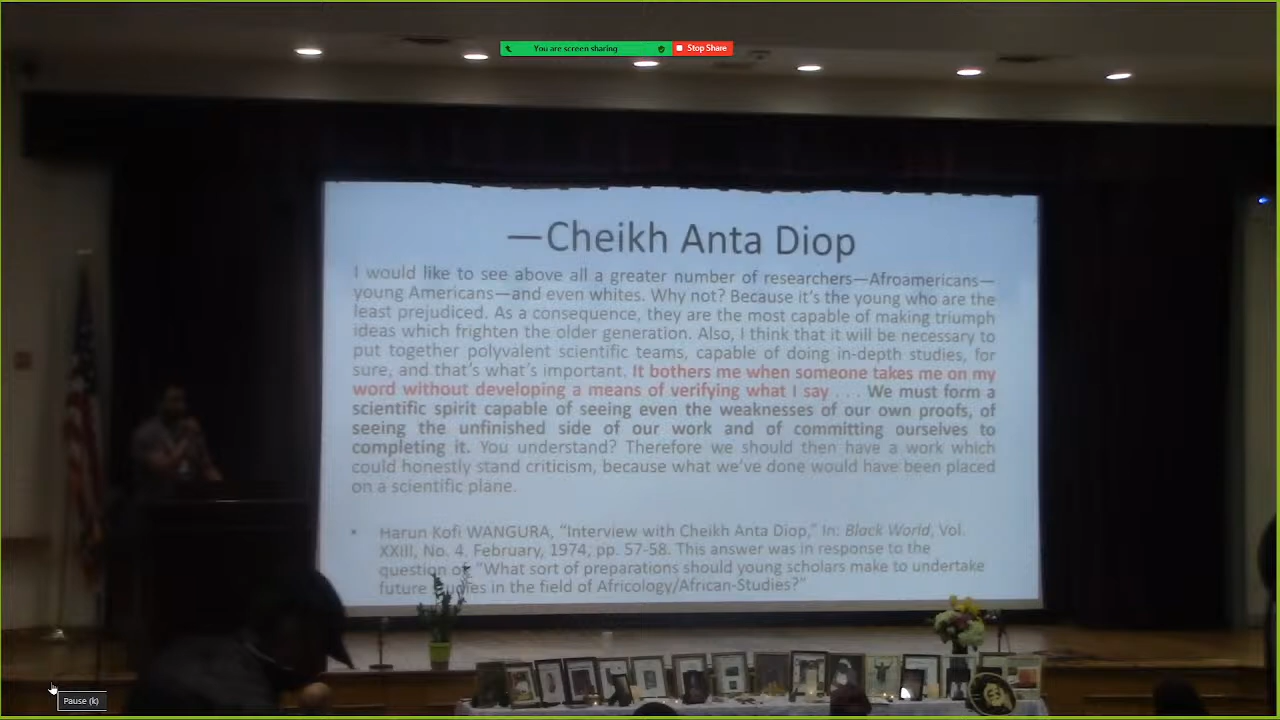 You are screen sharing
Stop Share
—Cheikh Anta Diop
I would like to see above all a greater number of researchers—Afroamericans—
young Americans—and even whites. Why not? Because it's the young who are the
least prejudiced. As a consequence, they are the most capable of making triumph
ideas which frighten the older generation. Also, I think that it will be necessary to
put together polyvalent scientific teams, capable of doing in-depth studies, for
sure, and that's what's important. It bothers me when someone takes me on my
word without developing a means of verifying what I say . . . We must form a
scientific spirit capable of seeing even the weaknesses of our own proofs, of
seeing the unfinished side of our work and of committing ourselves to
completing it. You understand? Therefore we should then have a work which
could honestly stand criticism, because what we've done would have been placed
on a scientific plane.
• Harun Kofi WANGURA, "Interview with Cheikh Anta Diop," In: Black World, Vol.
XXIII, No. 4. February, 1974, pp. 57-58. This answer was in response to the
question of: "What sort of preparations should young scholars make to undertake
future studies in the field of Africology/African-Studies?"
Pause (k)